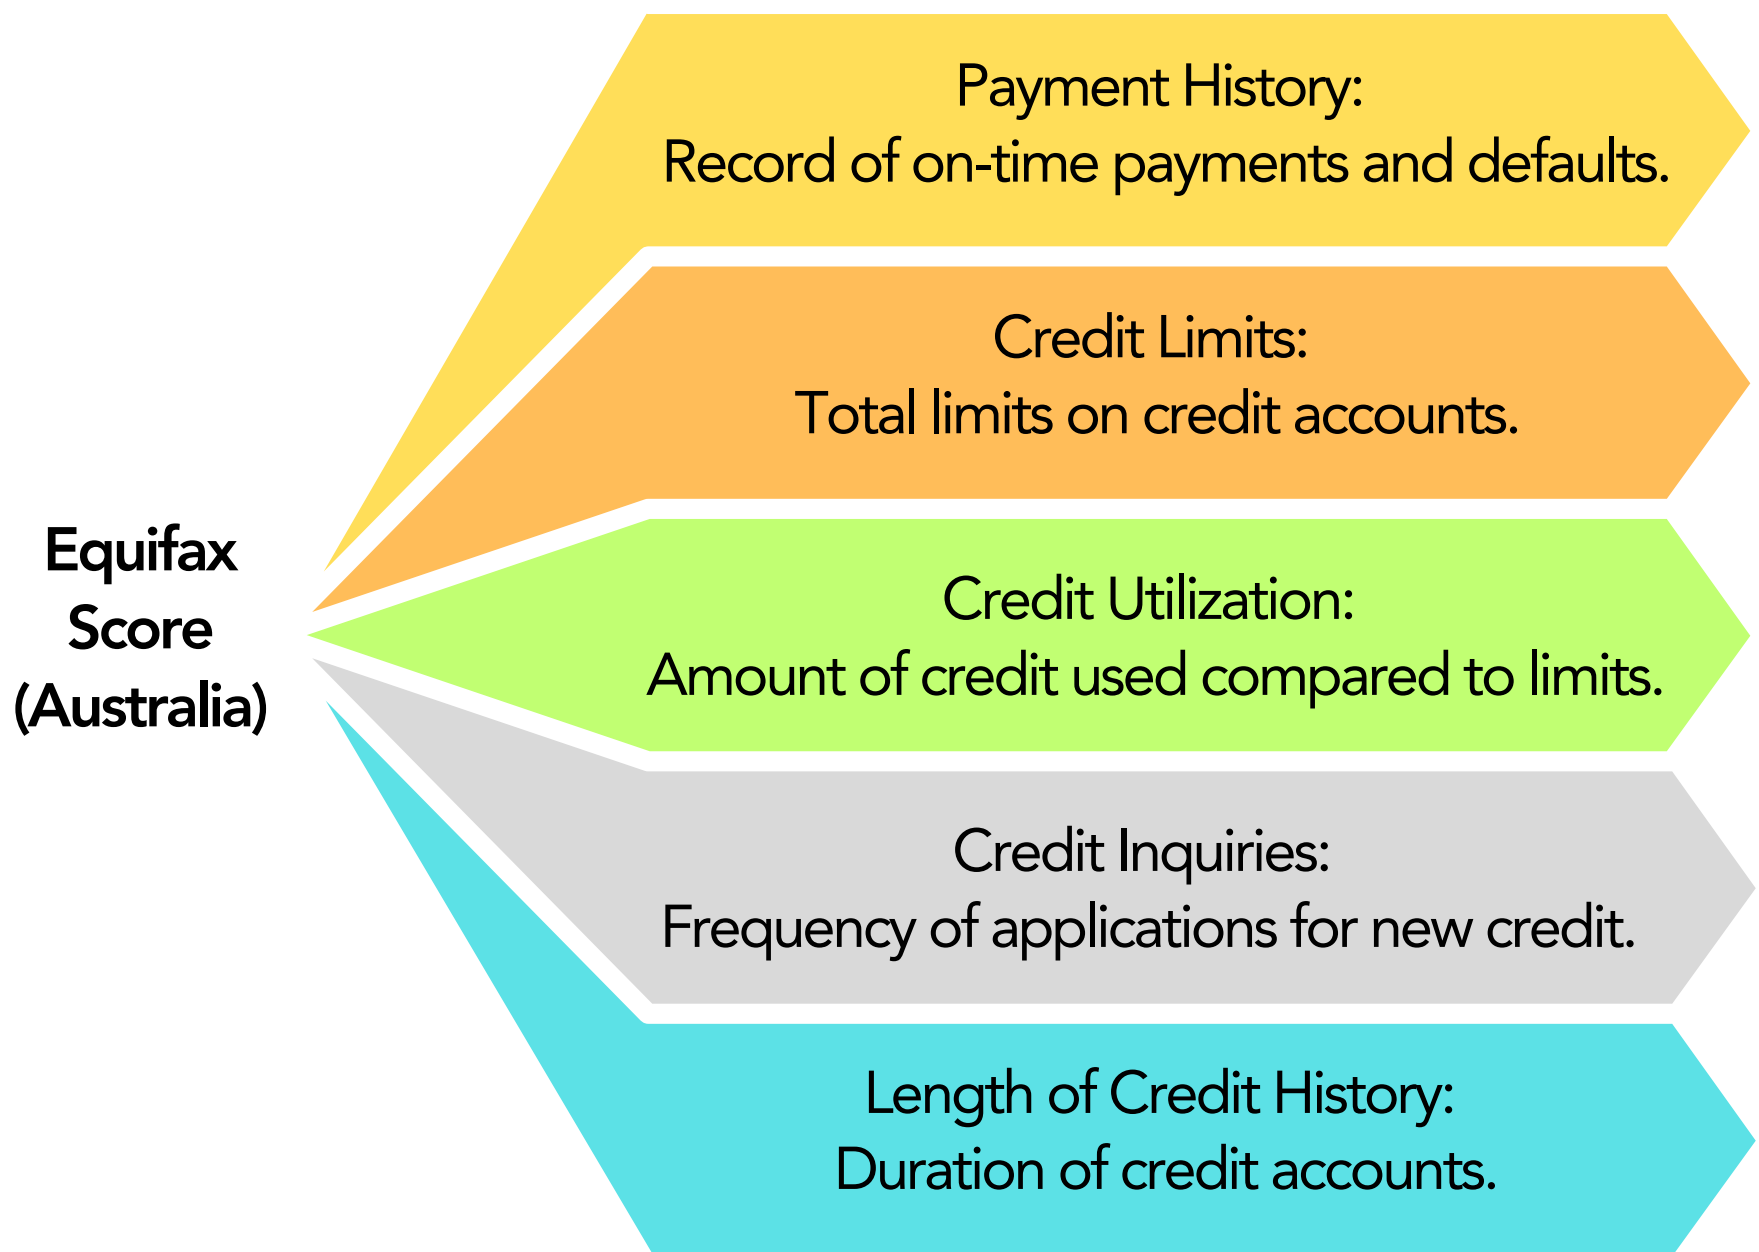 Equifax
Score
(Australia)
Payment History:
Record of on-time payments and defaults.
Credit Limits:
Total limits on credit accounts.
Credit Utilization:
Amount of credit used compared to limits.
Credit Inquiries:
Frequency of applications for new credit.
Length of Credit History:
Duration of credit accounts.